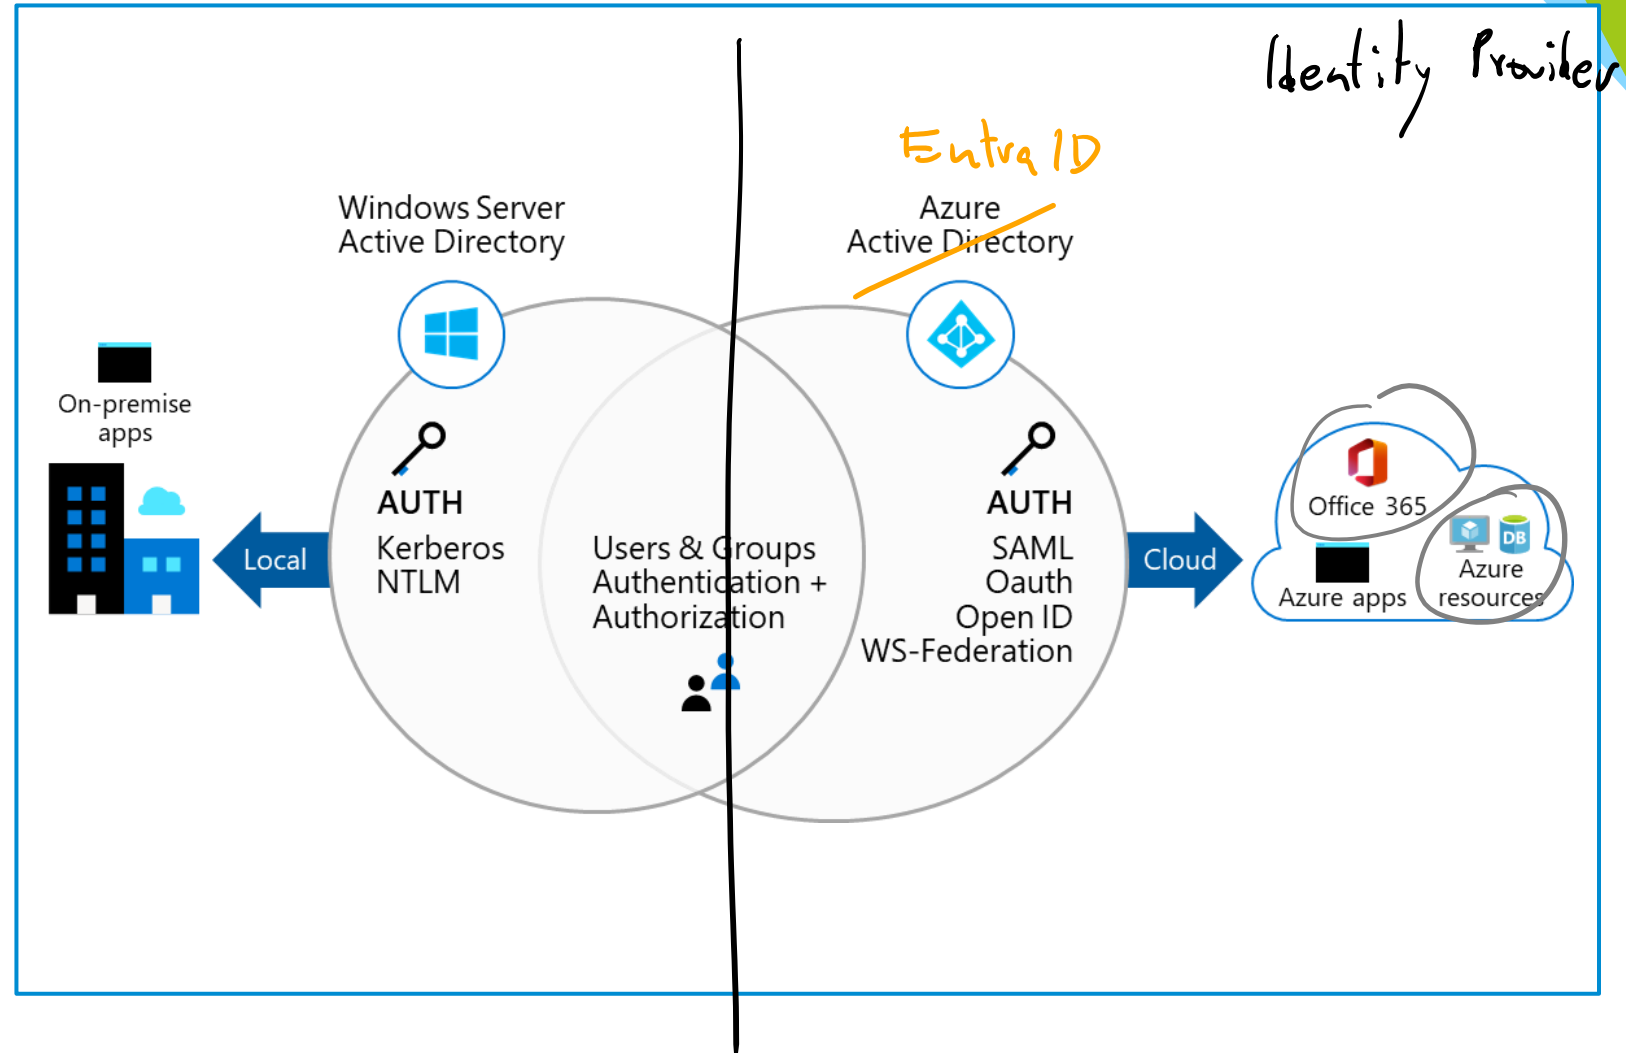 Identity Provider
Entra ID
Windows Server
Active Directory
Azure
Active Directory
On-premise
apps
AUTH
Kerberos
NTLM
Local
Users & Groups
Authentication +
Authorization
AUTH
SAML
Oauth
Open ID
WS-Federation
Cloud
Office 365
DB
Azure apps
Azure
resources